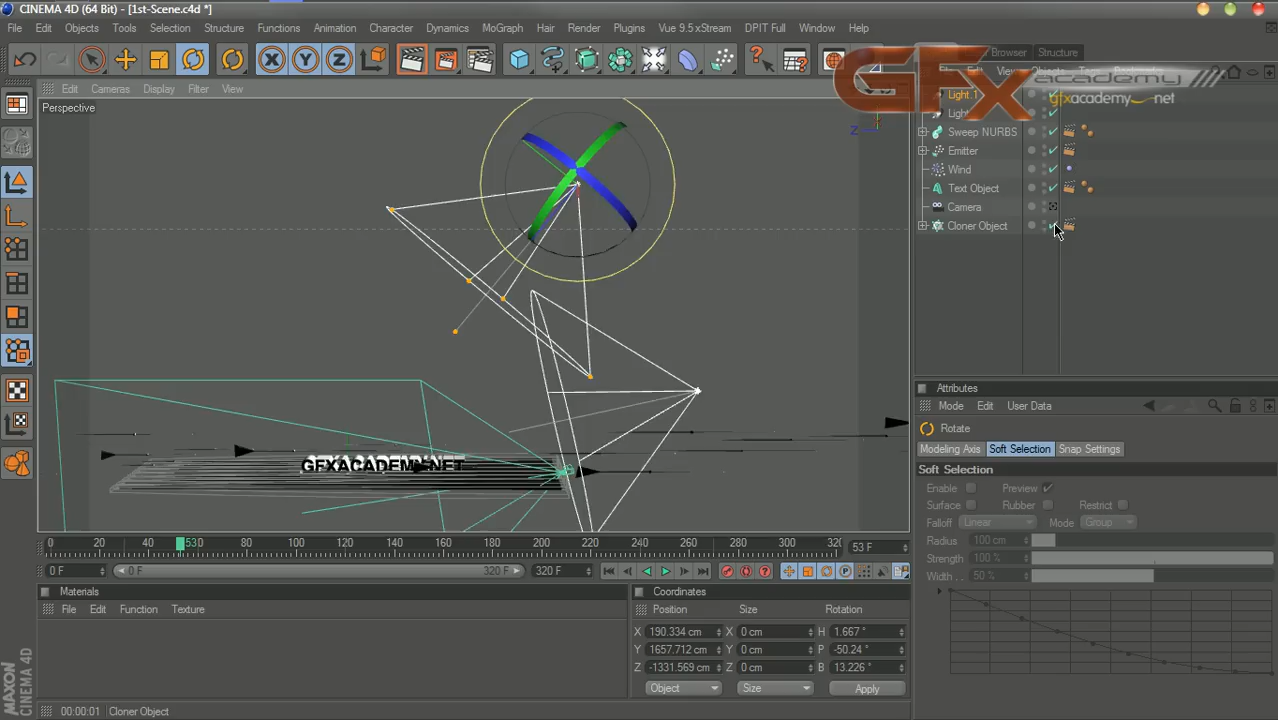 CINEMA 4D (64 Bit) - [1st-Scene.c4d *]
File Edit Objects Tools Selection Structure Functions Animation Character Dynamics MoGraph Hair Render Plugins Vue 9.5 xStream DPIT Full Window Help
Browser Structure
GFX academy
gfxacademy.net
Edit Cameras Display Filter View
Perspective
Z
Light.1
Light
Sweep NURBS
Emitter
Wind
Text Object
Camera
Cloner Object
GFXACADEMY.NET
Attributes
Mode Edit User Data
Rotate
Modeling Axis Soft Selection Snap Settings
Soft Selection
Enable Preview
Surface Rubber Restrict
Falloff Linear Mode Group
Radius 100 cm
Strength 100 %
Width . . 50 %
0 20 40 530 80 100 120 140 160 180 200 220 240 260 280 300 32
53 F
0 F 0 F 320 F 320 F
Materials
File Edit Function Texture
Coordinates
Position Size Rotation
X 190.334 cm X 0 cm H 1.667 °
Y 1657.712 cm Y 0 cm P -50.24 °
Z -1331.569 cm Z 0 cm B 13.226 °
Object Size Apply
MAXON
CINEMA 4D
00:00:01 Cloner Object